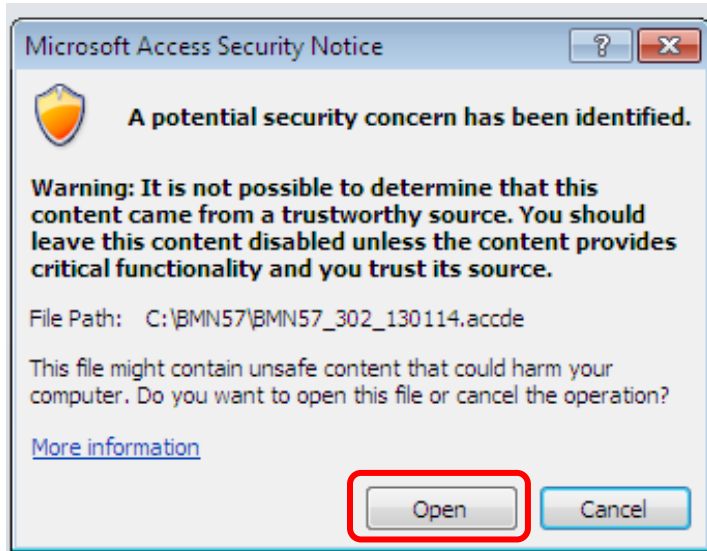 Microsoft Access Security Notice
A potential security concern has been identified.
Warning: It is not possible to determine that this
content came from a trustworthy source. You should
leave this content disabled unless the content provides
critical functionality and you trust its source.
File Path: C:\BMN57\BMN57_302_130114.accde
This file might contain unsafe content that could harm your
computer. Do you want to open this file or cancel the operation?
More information
Open Cancel